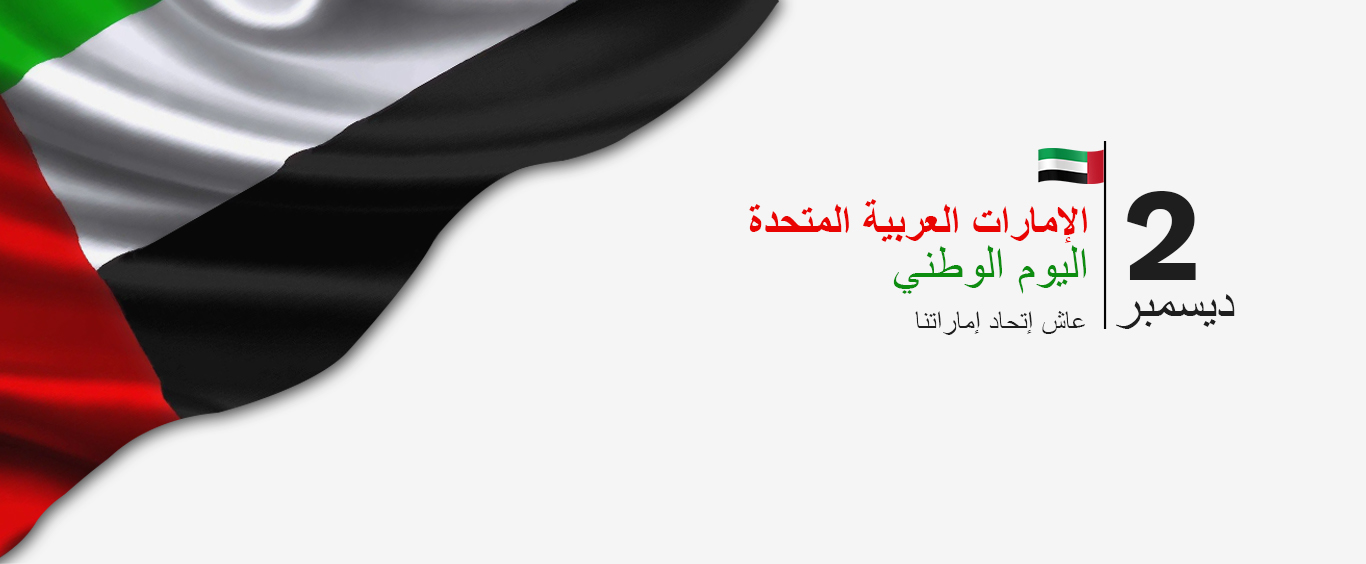 2
ديسمبر
الإمارات العربية المتحدة
اليوم الوطني
عاش إتحاد إماراتنا